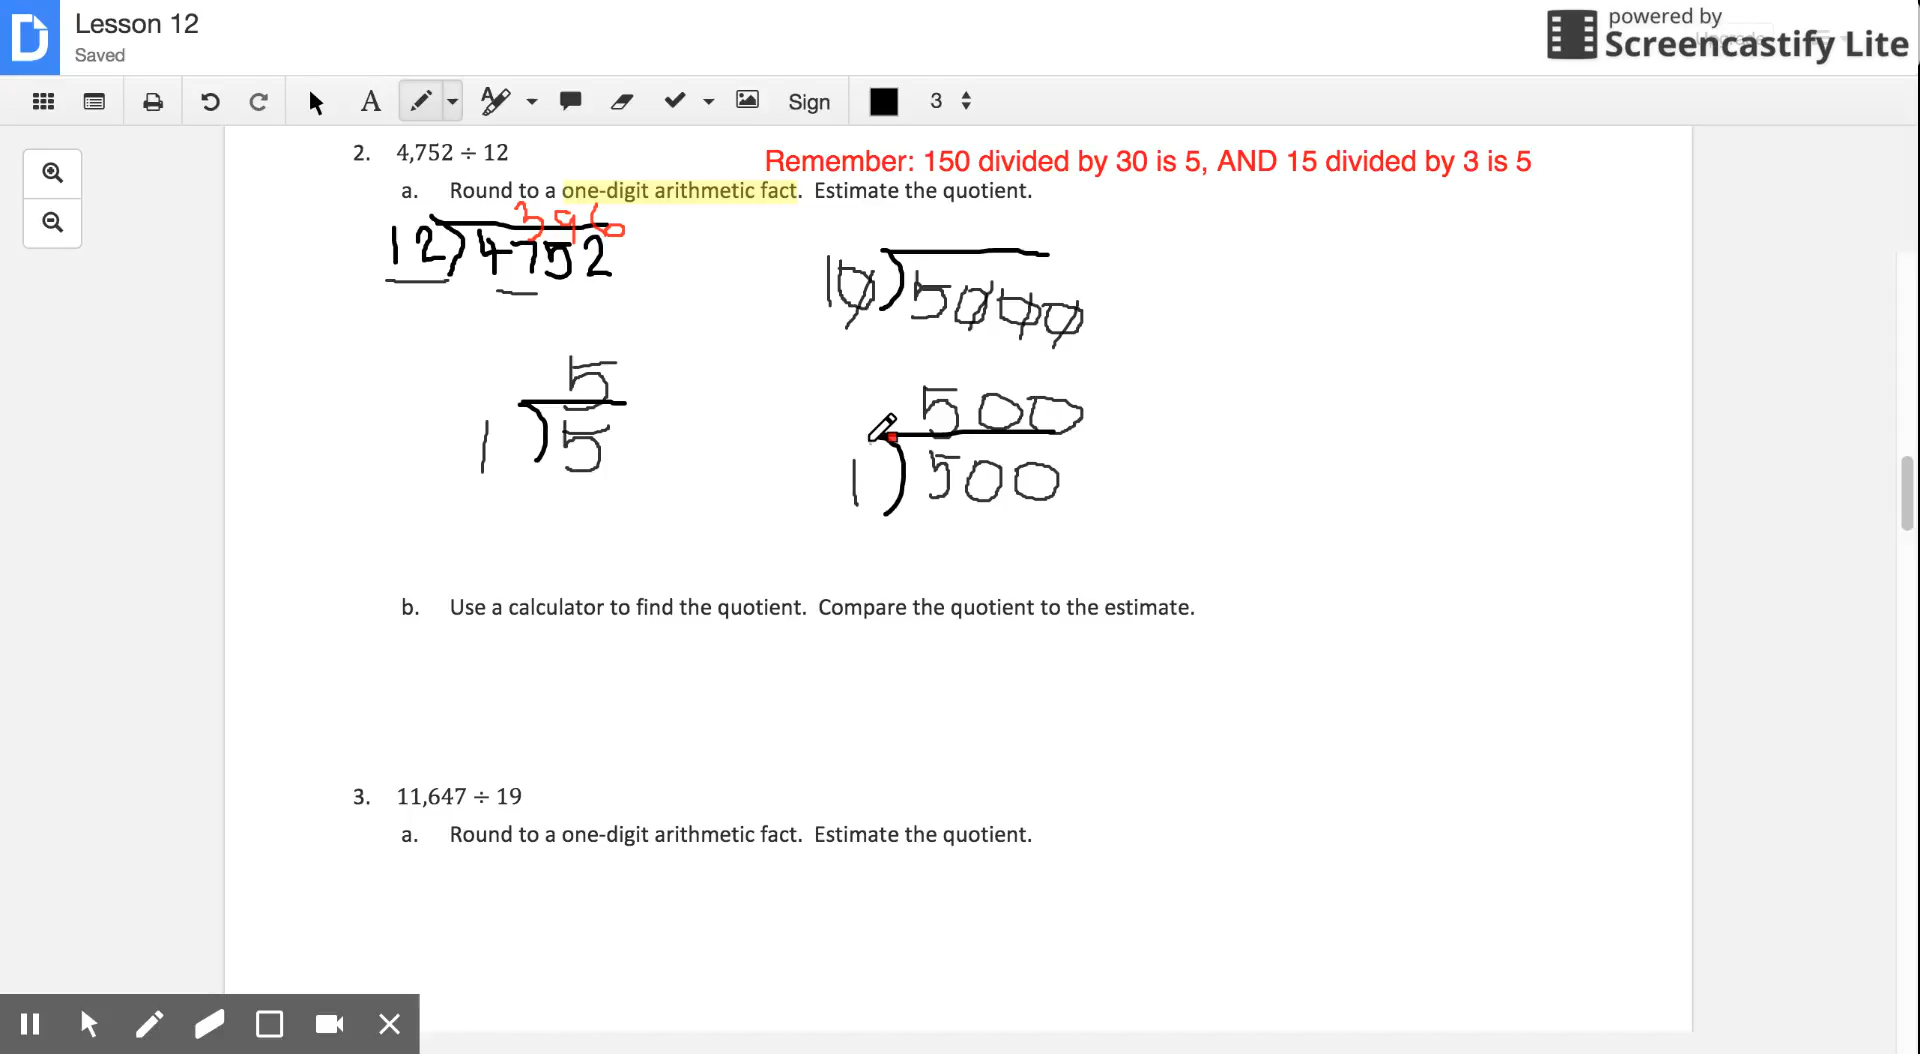 Lesson 12
Saved
powered by
Screencastify Lite
A
Sign
3
2. 4,752 ÷ 12
Remember: 150 divided by 30 is 5, AND 15 divided by 3 is 5
a. Round to a one-digit arithmetic fact. Estimate the quotient.
396
12)4752
10)5000
5
1)5
500
1)500
b. Use a calculator to find the quotient. Compare the quotient to the estimate.
3. 11,647 ÷ 19
a. Round to a one-digit arithmetic fact. Estimate the quotient.